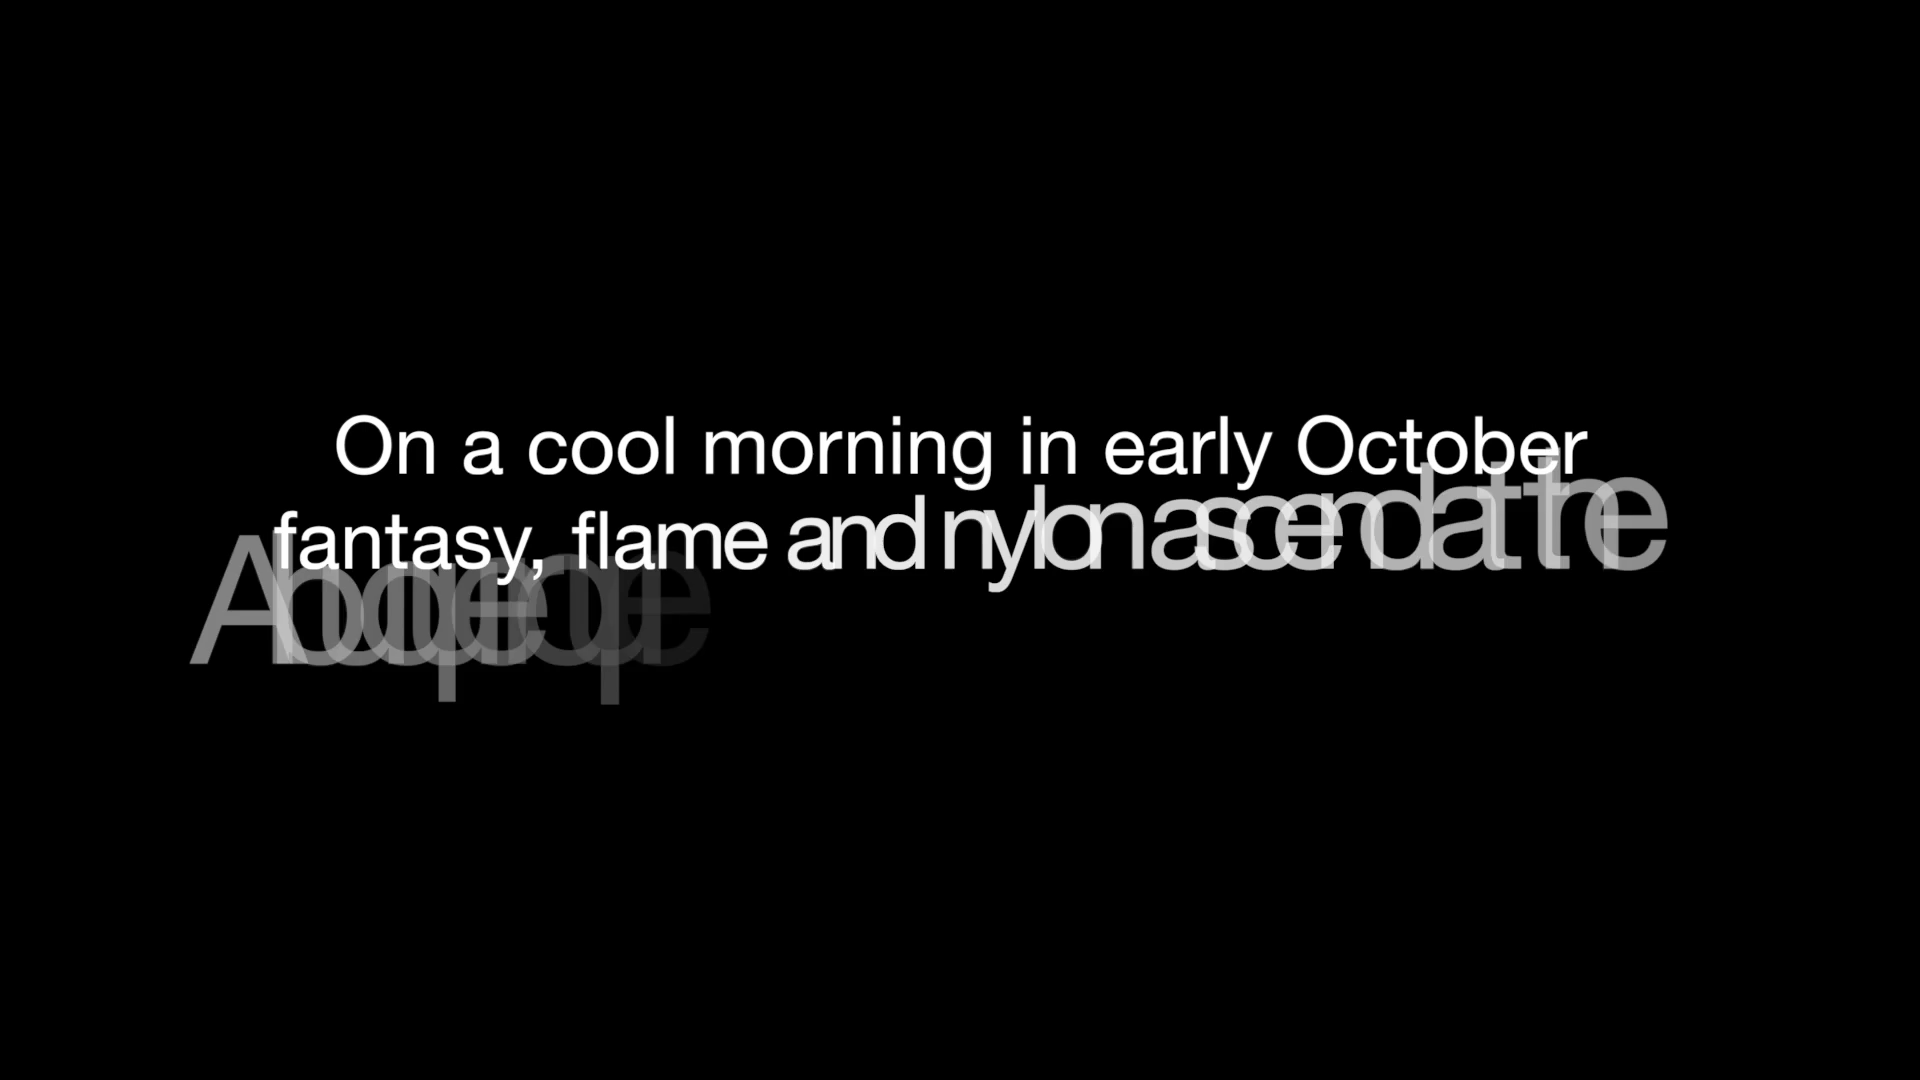 On a cool morning in early October
fantasy, flame and nylon ascend at the